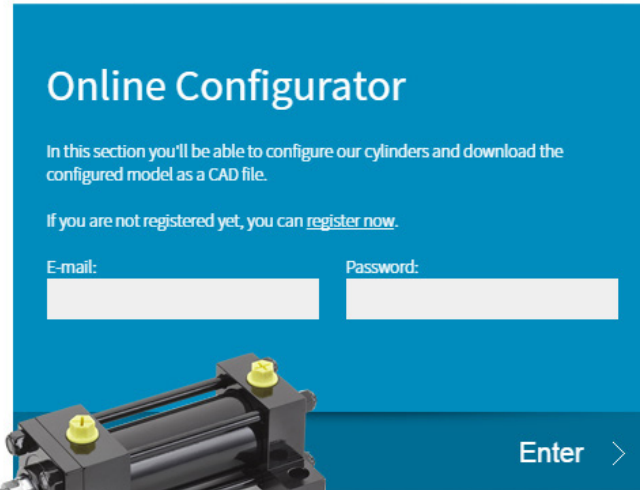 Online Configurator
In this section you'll be able to configure our cylinders and download the
configured model as a CAD file.
If you are not registered yet, you can register now.
E-mail:
Password:
Enter